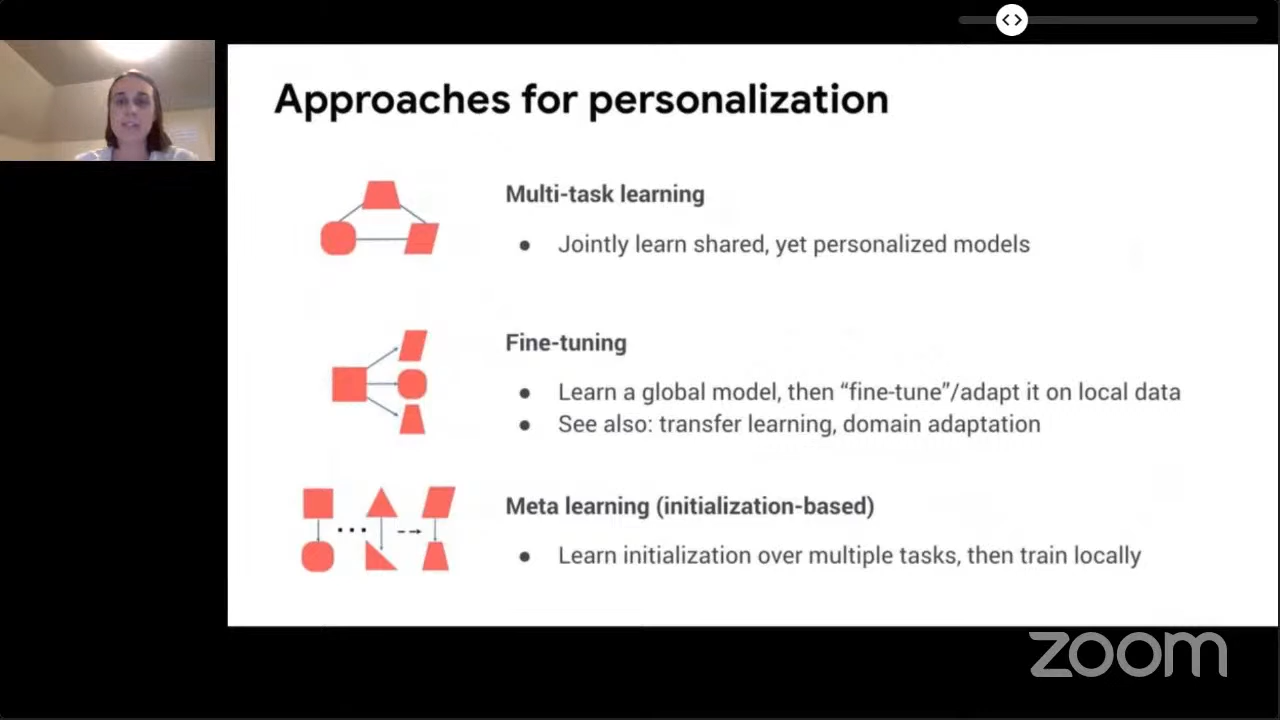 Approaches for personalization
Multi-task learning
● Jointly learn shared, yet personalized models
Fine-tuning
● Learn a global model, then “fine-tune”/adapt it on local data
● See also: transfer learning, domain adaptation
Meta learning (initialization-based)
● Learn initialization over multiple tasks, then train locally
zoom